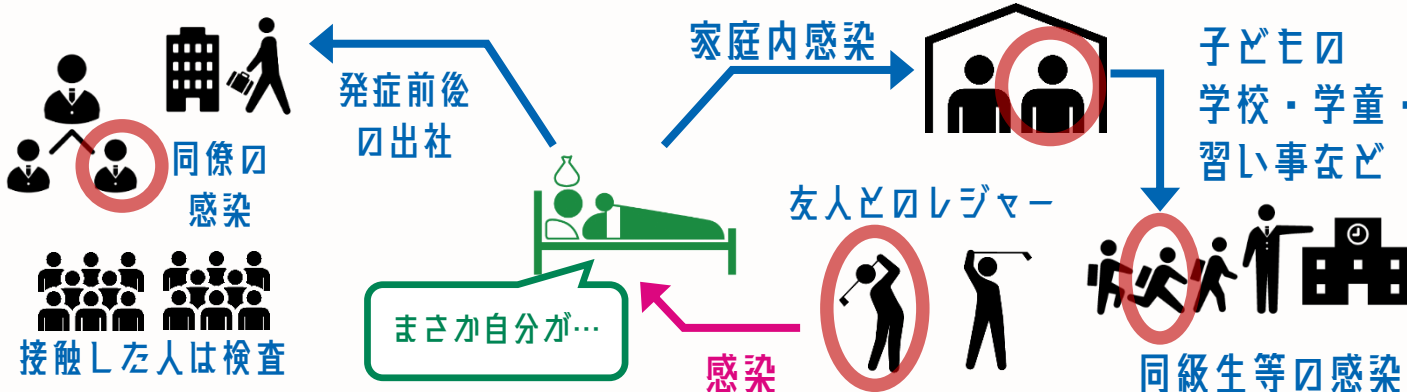 発症前後
の出社
同僚の
感染
接触した人は検査
まさか自分が…
家庭内感染
友人とのレジャー
感染
子どもの
学校・学童・
習い事など
同級生等の感染